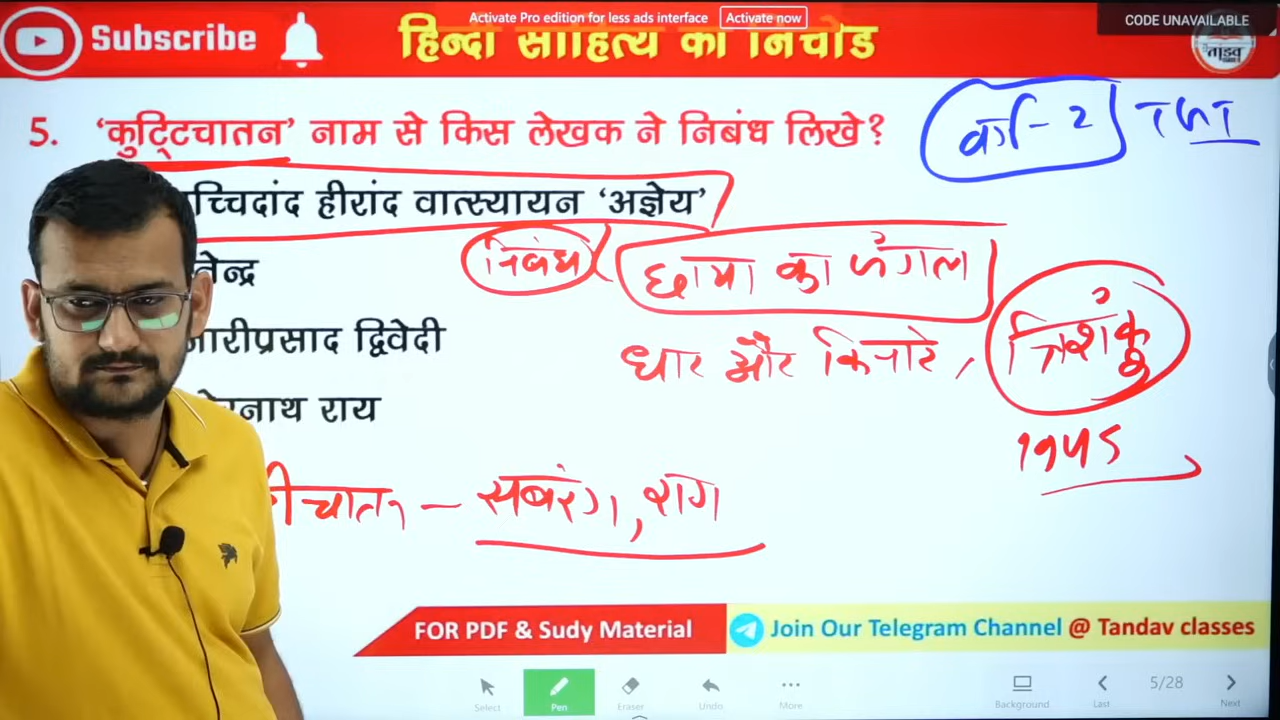 Activate Pro edition for less ads interface Activate now
CODE UNAVAILABLE
Subscribe
हिन्दी साहित्य का निचोड
ताण्डव
5. ‘कुट्टिचातन’ नाम से किस लेखक ने निबंध लिखे?
TGT
च्चिदांद हीरांद वात्स्यायन ‘अज्ञेय’
निबंध
छाया का जंगल
नेन्द्र
त्रिशंकु
धार और किनारे,
जारीप्रसाद द्विवेदी
नाथ राय
1945
चातन – सबरंग, राग
FOR PDF & Sudy Material
Join Our Telegram Channel @ Tandav classes
Select
Pen
Eraser
Undo
More
Background
Last
5/28
Next